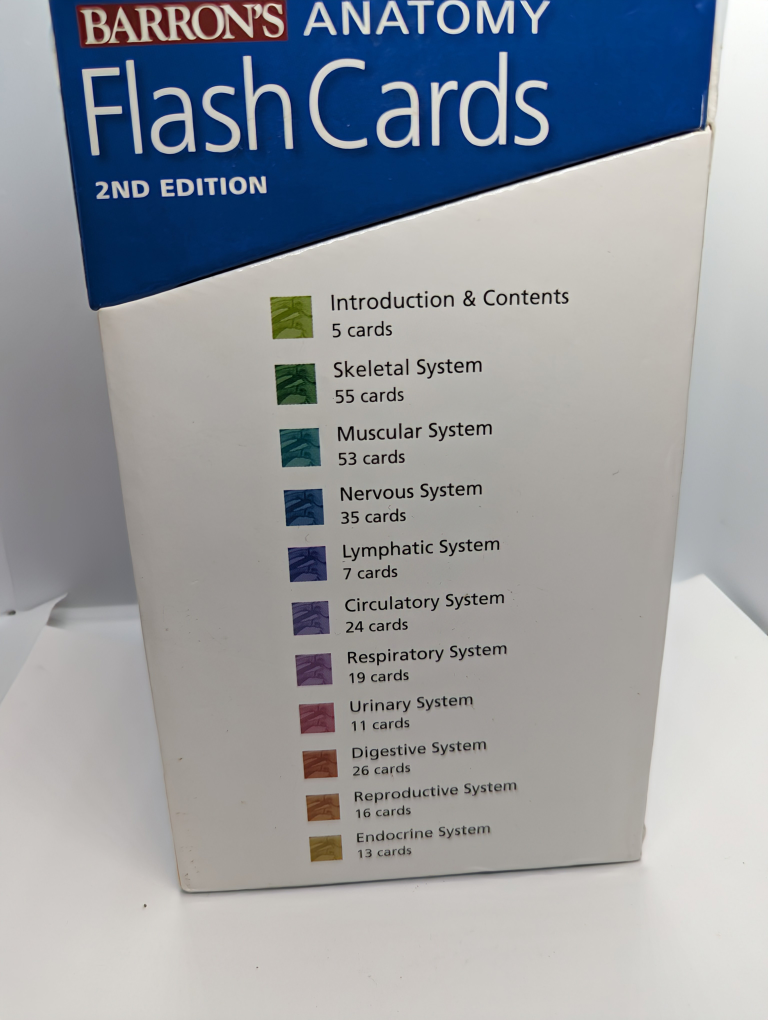 BARRON'S ANATOMY
Flash Cards
2ND EDITION
Introduction & Contents
5 cards
Skeletal System
55 cards
Muscular System
53 cards
Nervous System
35 cards
Lymphatic System
7 cards
Circulatory System
24 cards
Respiratory System
19 cards
Urinary System
11 cards
Digestive System
26 cards
Reproductive System
16 cards
Endocrine System
13 cards